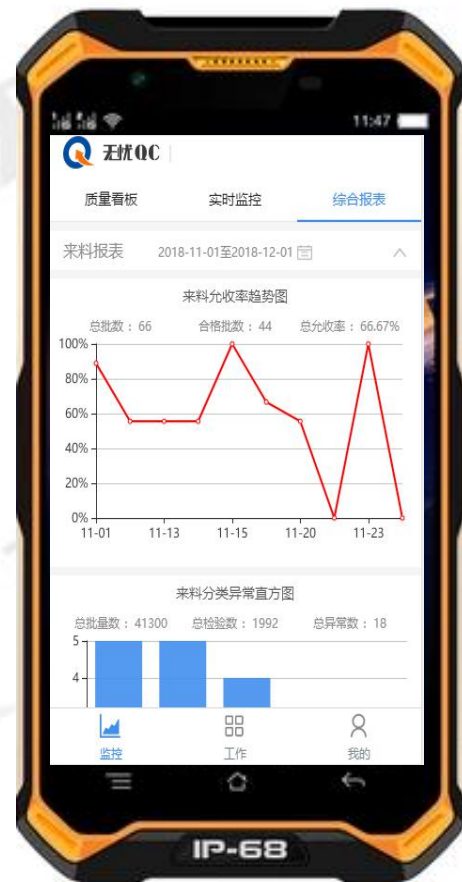 11:47
无忧QC
质量看板 实时监控 综合报表
来料报表 2018-11-01至2018-12-01
来料允收率趋势图
总批数：66 合格批数：44 总允收率：66.67%
100%
80%
60%
40%
20%
0%
11-01 11-13 11-15 11-20 11-23
来料分类异常直方图
总批量数：41300 总检验数：1992 总异常数：18
5
4
监控 工作 我的
IP-68